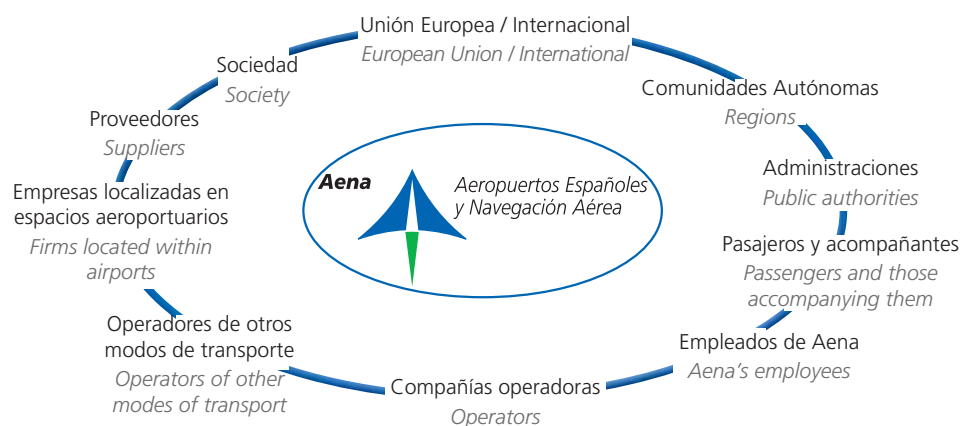 Unión Europea / Internacional
European Union / International
Comunidades Autónomas
Regions
Administraciones
Public authorities
Pasajeros y acompañantes
Passengers and those
accompanying them
Empleados de Aena
Aena's employees
Compañías operadoras
Operators
Operadores de otros
modos de transporte
Operators of other
modes of transport
Empresas localizadas en
espacios aeroportuarios
Firms located within
airports
Proveedores
Suppliers
Sociedad
Society
Aena
Aeropuertos Españoles
y Navegación Aérea